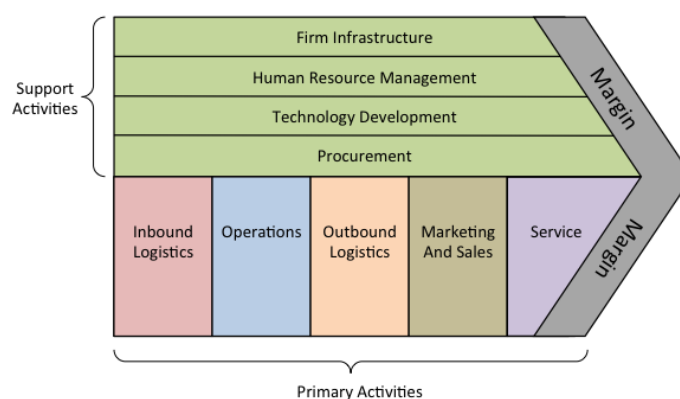 Firm Infrastructure
Human Resource Management
Technology Development
Procurement
Support
Activities
Margin
Inbound
Logistics
Operations
Outbound
Logistics
Marketing
And Sales
Service
Margin
Primary Activities